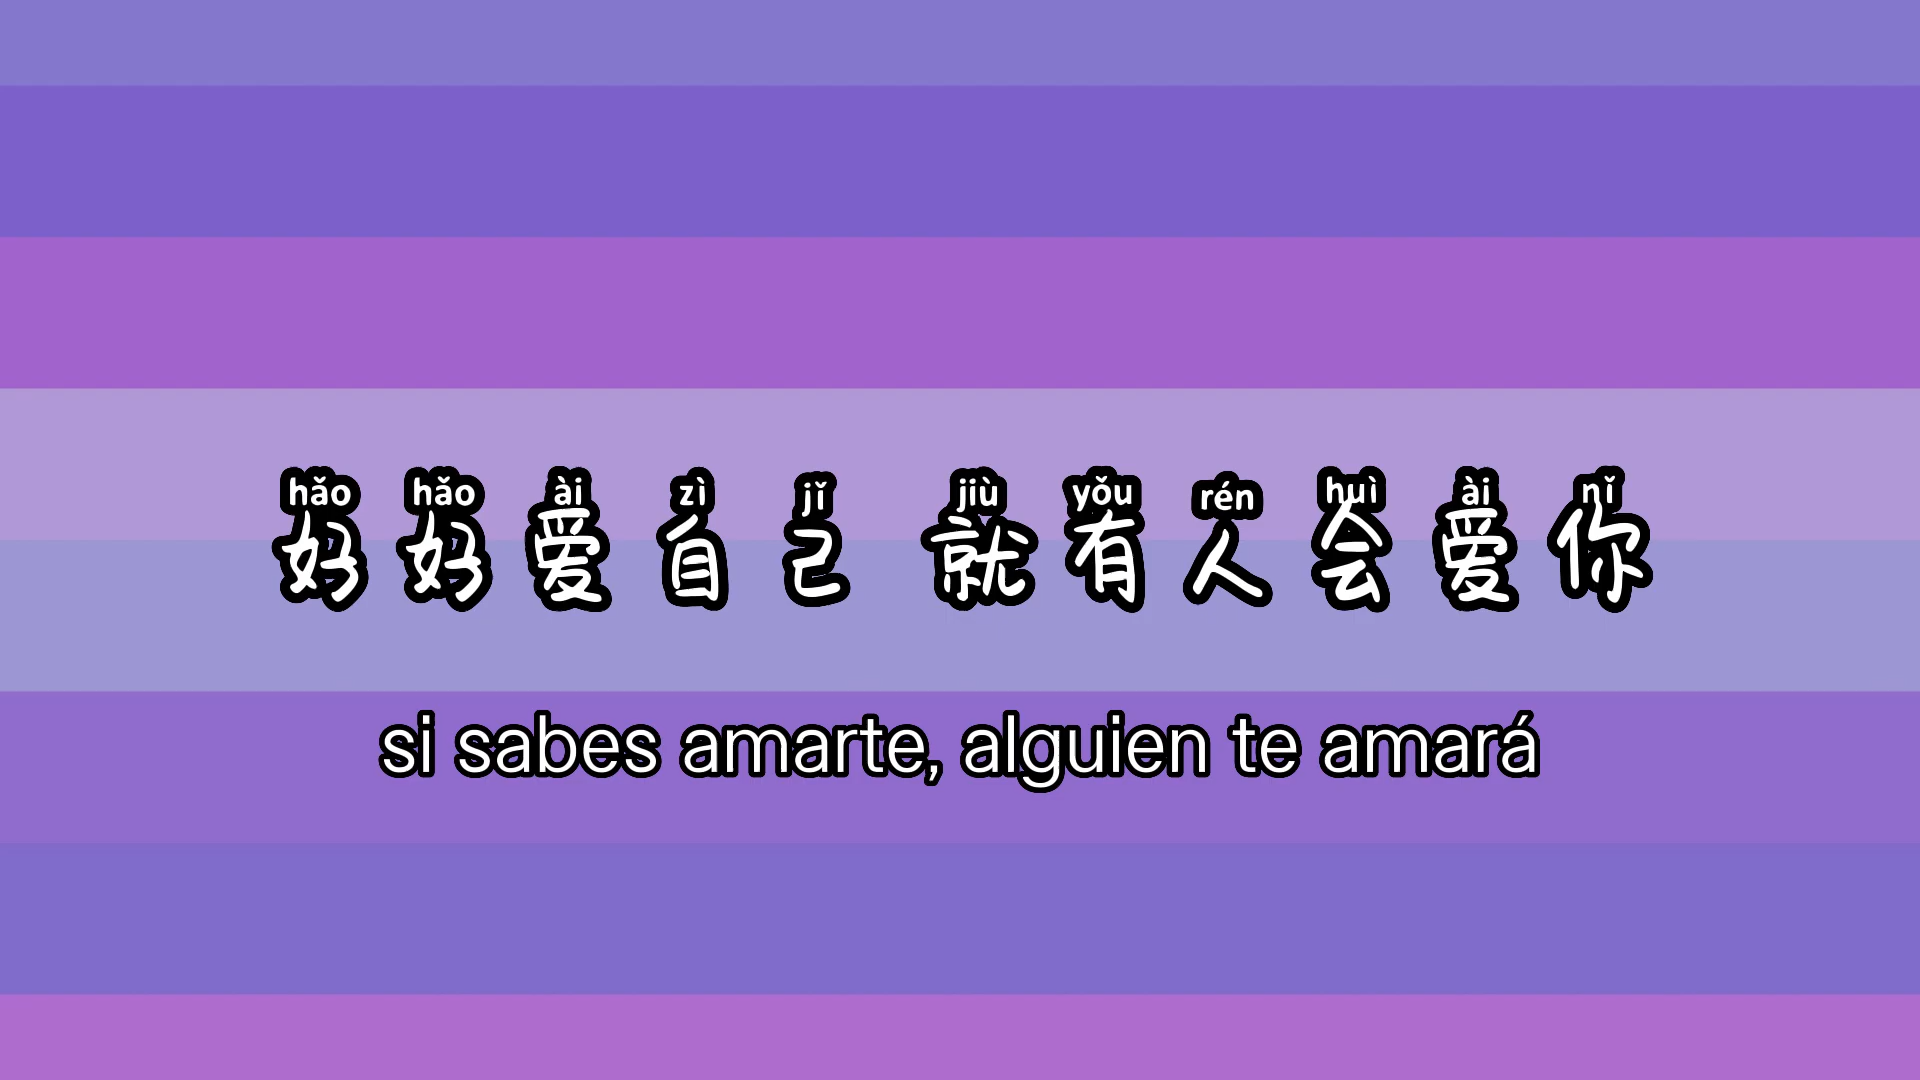 hǎo hǎo ài zì jǐ jiù yǒu rén huì ài nǐ
好好爱自己 就有人会爱你
si sabes amarte, alguien te amará